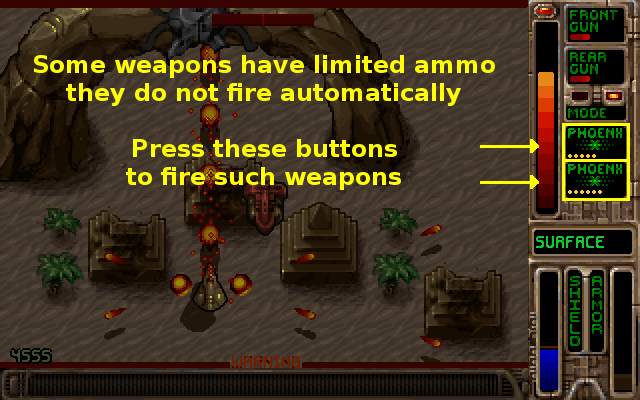 Some weapons have limited ammo
they do not fire automatically
Press these buttons
to fire such weapons
FRONT
GUN
REAR
GUN
MODE
PHOENX
PHOENX
SURFACE
SHIELD
ARMOR
4555
WARNING